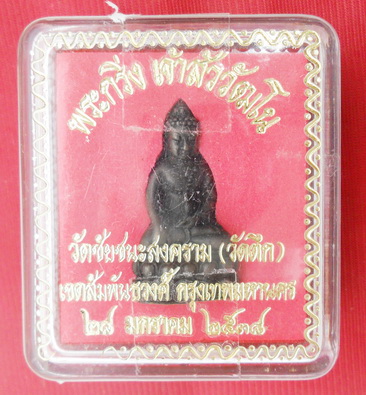 พระกริ่ง เจ้าสัววัฒโน
วัดชัยชนะสงคราม (วัดตึก)
เขตสัมพันธวงศ์ กรุงเทพมหานคร
๒๘ มกราคม ๒๕๓๙